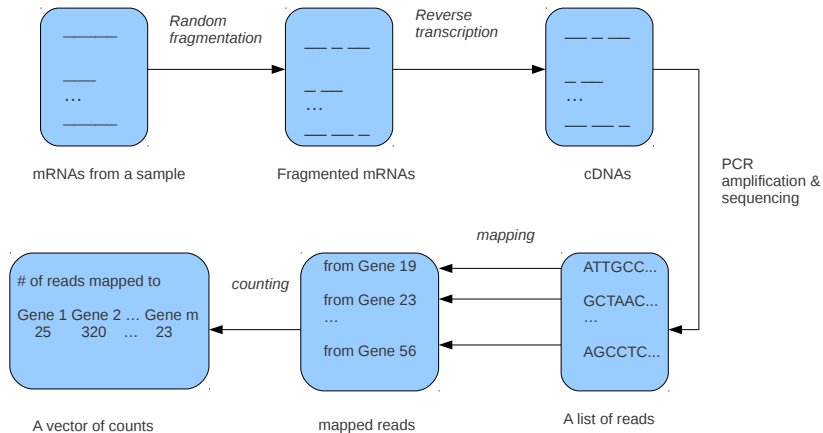 Random
fragmentation
Reverse
transcription
...
...
...
mRNAs from a sample
Fragmented mRNAs
cDNAs
PCR
amplification &
sequencing
mapping
counting
# of reads mapped to
Gene 1 Gene 2 ... Gene m
25 320 ... 23
from Gene 19
from Gene 23
...
from Gene 56
ATTGCC...
GCTAAC...
...
AGCCTC...
A vector of counts
mapped reads
A list of reads